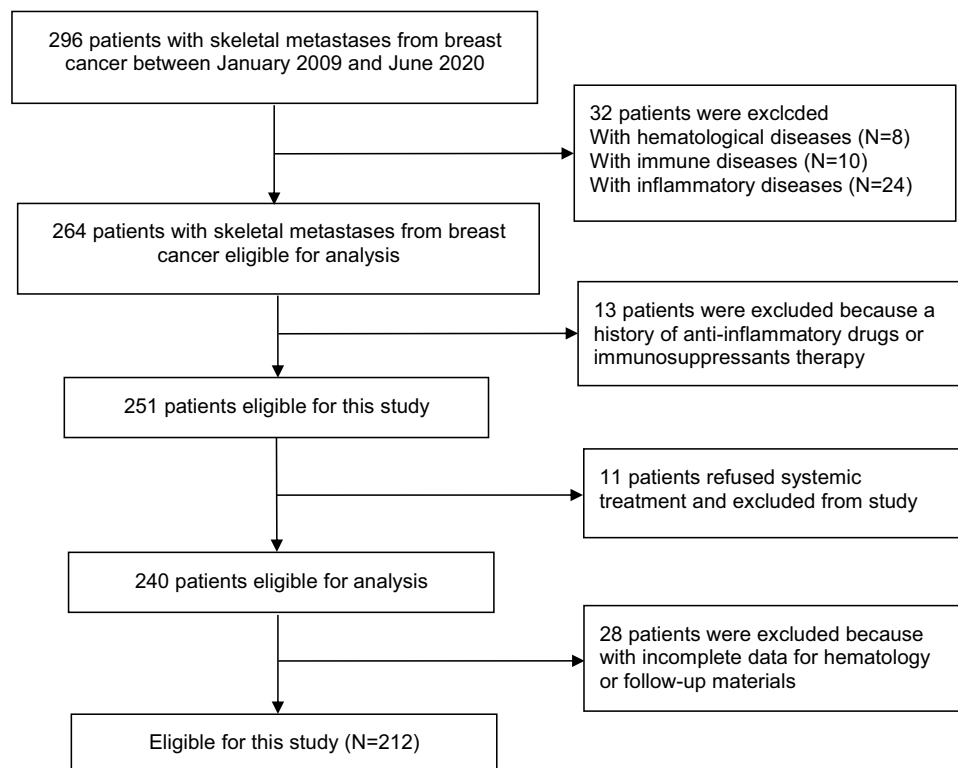 296 patients with skeletal metastases from breast
cancer between January 2009 and June 2020
32 patients were exclcded
With hematological diseases (N=8)
With immune diseases (N=10)
With inflammatory diseases (N=24)
264 patients with skeletal metastases from breast
cancer eligible for analysis
13 patients were excluded because a
history of anti-inflammatory drugs or
immunosuppressants therapy
251 patients eligible for this study
11 patients refused systemic
treatment and excluded from study
240 patients eligible for analysis
28 patients were excluded because
with incomplete data for hematology
or follow-up materials
Eligible for this study (N=212)